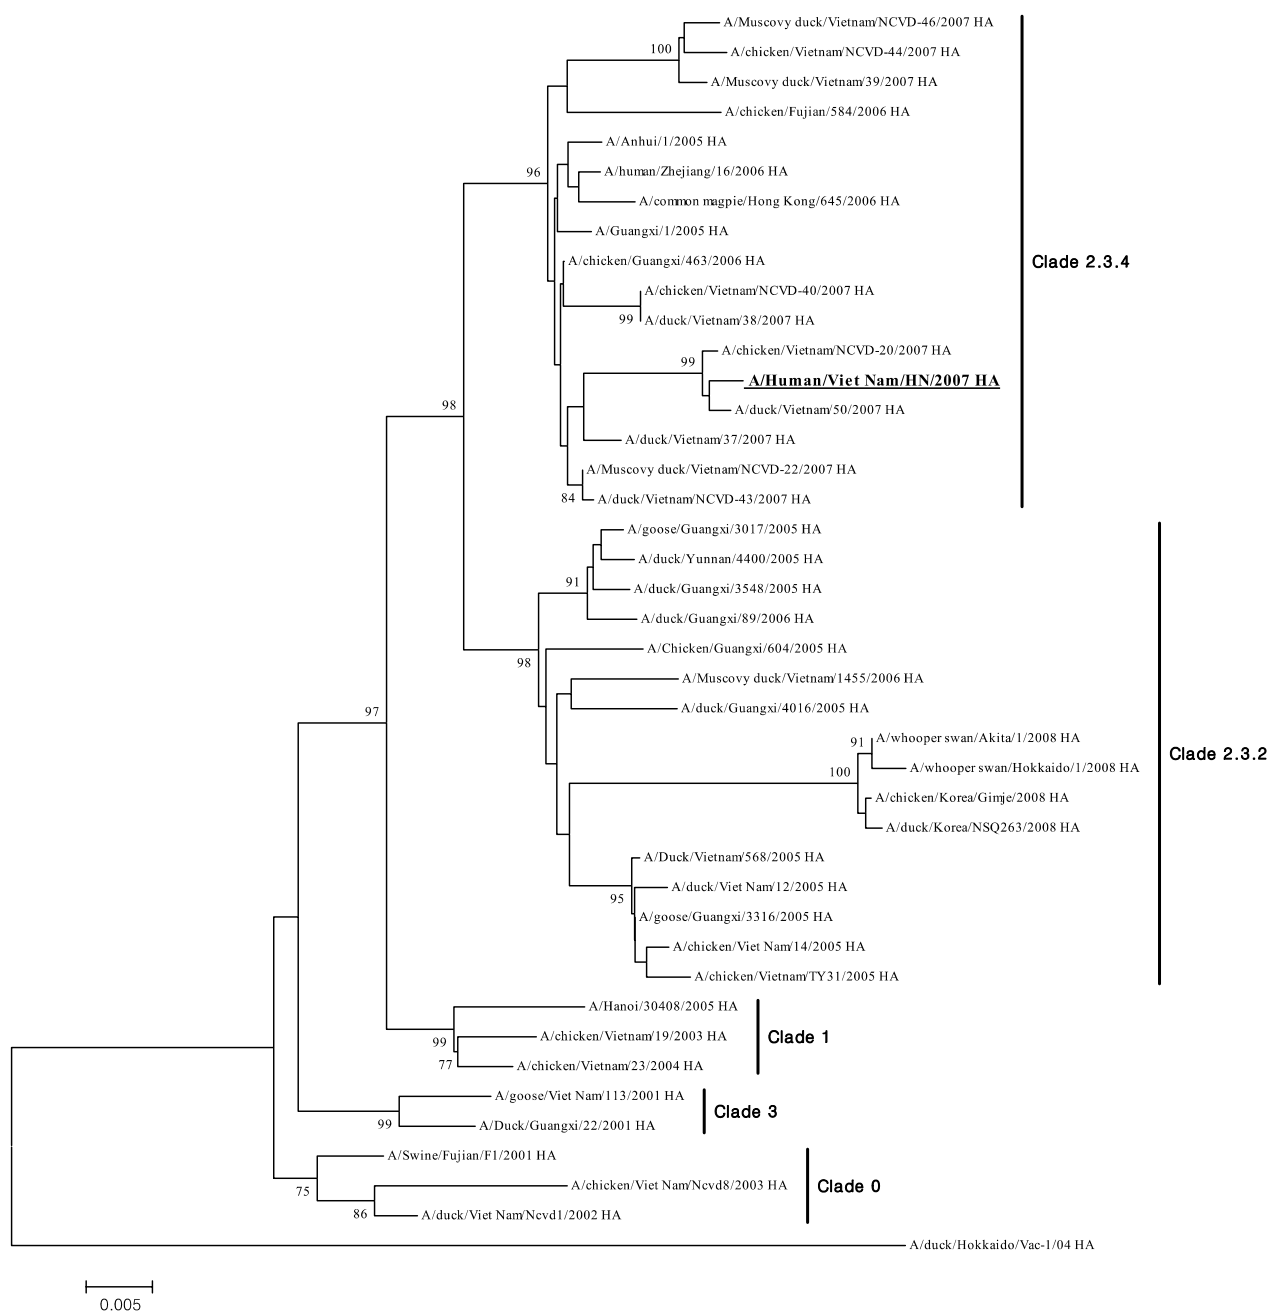 A/Muscovy duck/Vietnam/NCVD-46/2007 HA
100
A/chicken/Vietnam/NCVD-44/2007 HA
A/Muscovy duck/Vietnam/39/2007 HA
A/chicken/Fujian/584/2006 HA
A/Anhui/1/2005 HA
96
A/human/Zhejiang/16/2006 HA
A/common magpie/Hong Kong/645/2006 HA
A/Guangxi/1/2005 HA
A/chicken/Guangxi/463/2006 HA
Clade 2.3.4
A/chicken/Vietnam/NCVD-40/2007 HA
99
A/duck/Vietnam/38/2007 HA
A/chicken/Vietnam/NCVD-20/2007 HA
99
A/Human/Viet Nam/HN/2007 HA
98
A/duck/Vietnam/50/2007 HA
A/duck/Vietnam/37/2007 HA
A/Muscovy duck/Vietnam/NCVD-22/2007 HA
84
A/duck/Vietnam/NCVD-43/2007 HA
A/goose/Guangxi/3017/2005 HA
A/duck/Yunnan/4400/2005 HA
91
A/duck/Guangxi/3548/2005 HA
A/duck/Guangxi/89/2006 HA
A/Chicken/Guangxi/604/2005 HA
98
A/Muscovy duck/Vietnam/1455/2006 HA
97
A/duck/Guangxi/4016/2005 HA
91
A/whooper swan/Akita/1/2008 HA
Clade 2.3.2
100
A/whooper swan/Hokkaido/1/2008 HA
A/chicken/Korea/Gimje/2008 HA
A/duck/Korea/NSQ263/2008 HA
A/Duck/Vietnam/568/2005 HA
A/duck/Viet Nam/12/2005 HA
95
A/goose/Guangxi/3316/2005 HA
A/chicken/Viet Nam/14/2005 HA
A/chicken/Vietnam/TY31/2005 HA
A/Hanoi/30408/2005 HA
99
A/chicken/Vietnam/19/2003 HA
Clade 1
77
A/chicken/Vietnam/23/2004 HA
A/goose/Viet Nam/113/2001 HA
Clade 3
99
A/Duck/Guangxi/22/2001 HA
A/Swine/Fujian/F1/2001 HA
75
A/chicken/Viet Nam/Ncvd8/2003 HA
Clade 0
86
A/duck/Viet Nam/Ncvd1/2002 HA
A/duck/Hokkaido/Vac-1/04 HA
0.005